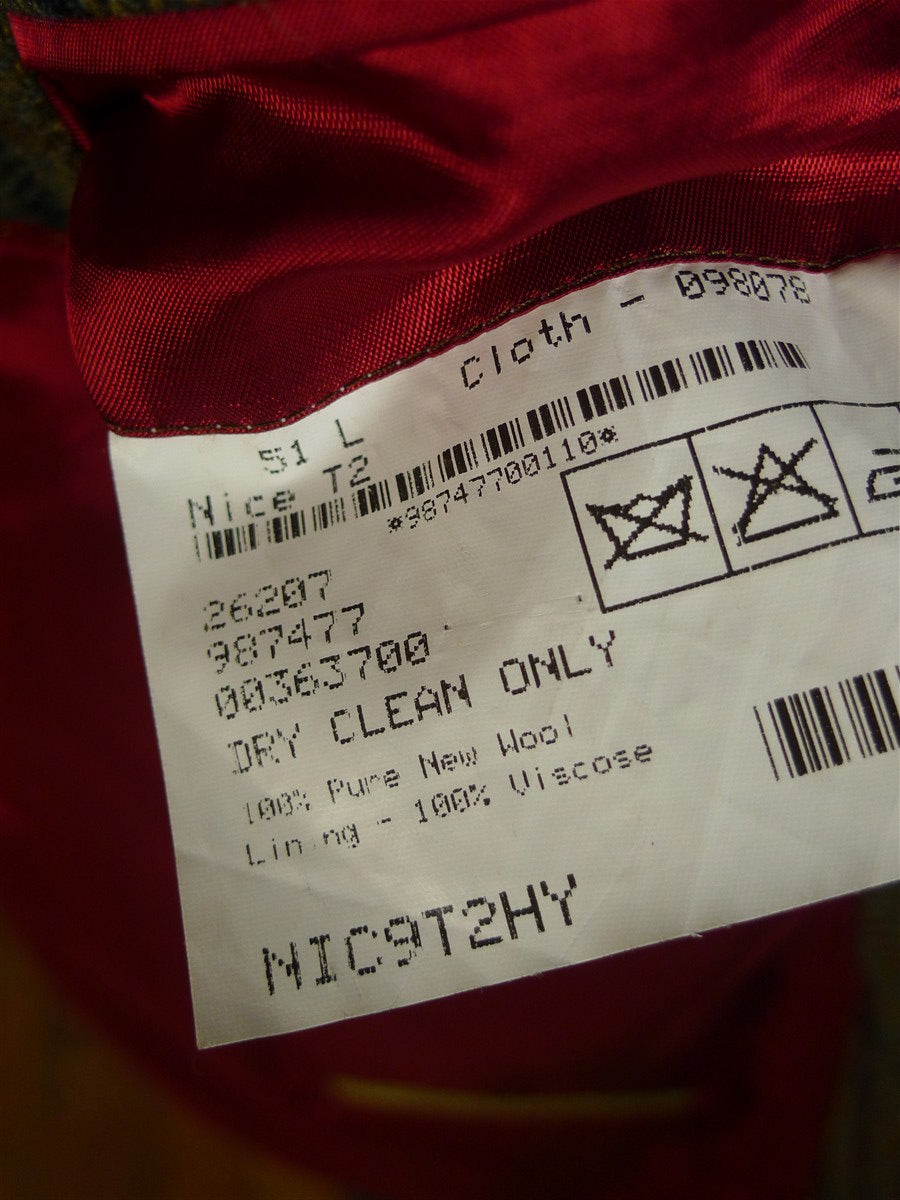 Cloth - 098078
51 L
Nice T2
*98747700110*
26207
987477
00363700
DRY CLEAN ONLY
100% Pure New Wool
Lining - 100% Viscose
NIC9T2HY